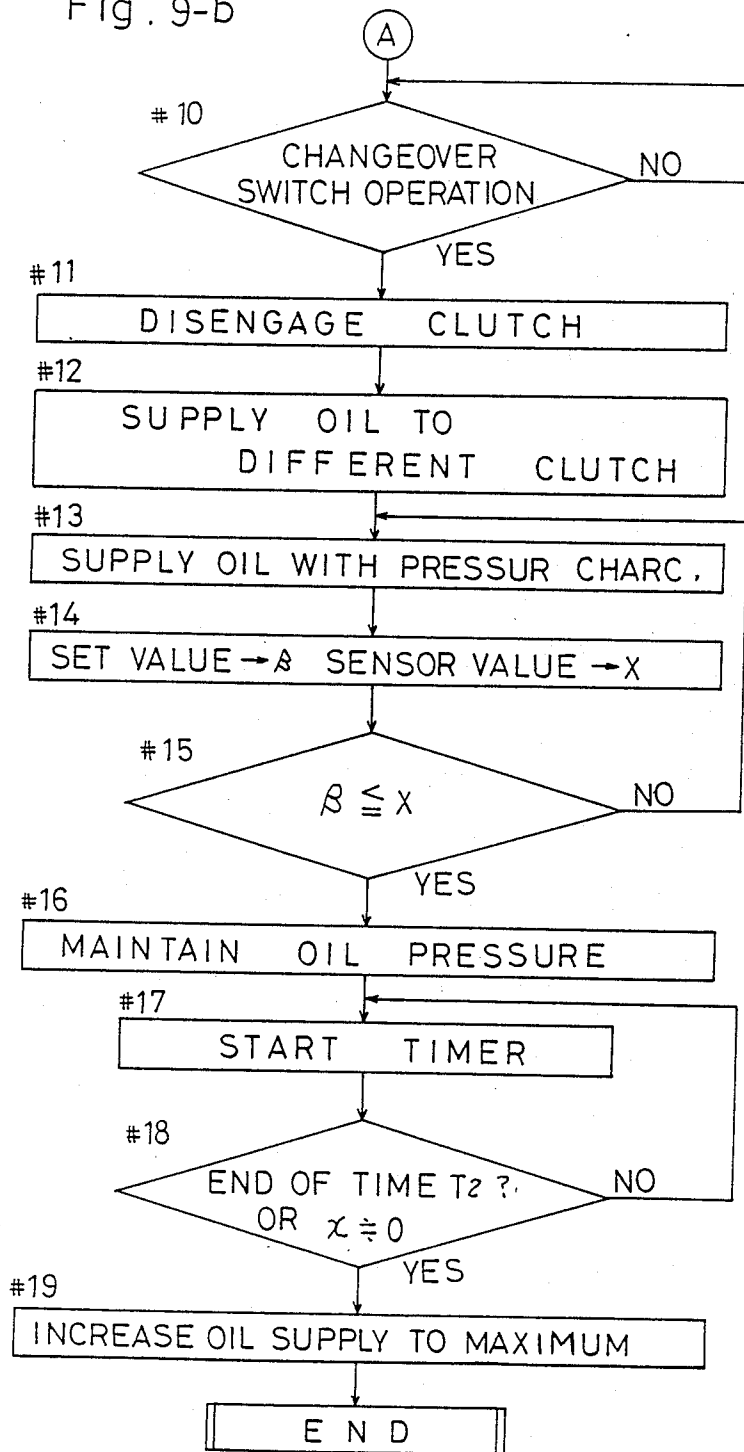 Fig. 9-b
A
#10
CHANGEOVER
SWITCH OPERATION
NO
YES
#11
DISENGAGE CLUTCH
#12
SUPPLY OIL TO
DIFFERENT CLUTCH
#13
SUPPLY OIL WITH PRESSUR CHARC.
#14
SET VALUE → β SENSOR VALUE → X
#15
β ≦ X
NO
YES
#16
MAINTAIN OIL PRESSURE
#17
START TIMER
#18
END OF TIME T2 ?
OR x ≒ 0
NO
YES
#19
INCREASE OIL SUPPLY TO MAXIMUM
END